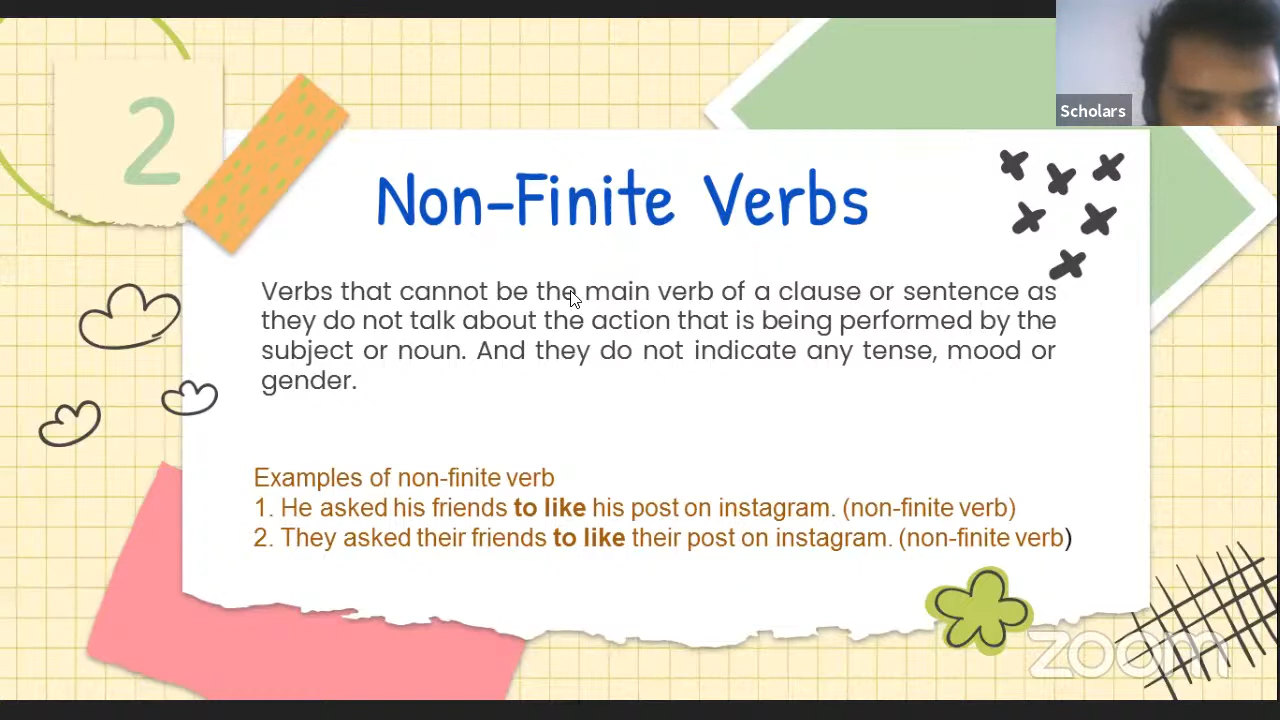 Scholars
2
Non-Finite Verbs
Verbs that cannot be the main verb of a clause or sentence as
they do not talk about the action that is being performed by the
subject or noun. And they do not indicate any tense, mood or
gender.
Examples of non-finite verb
1. He asked his friends to like his post on instagram. (non-finite verb)
2. They asked their friends to like their post on instagram. (non-finite verb)
zoom